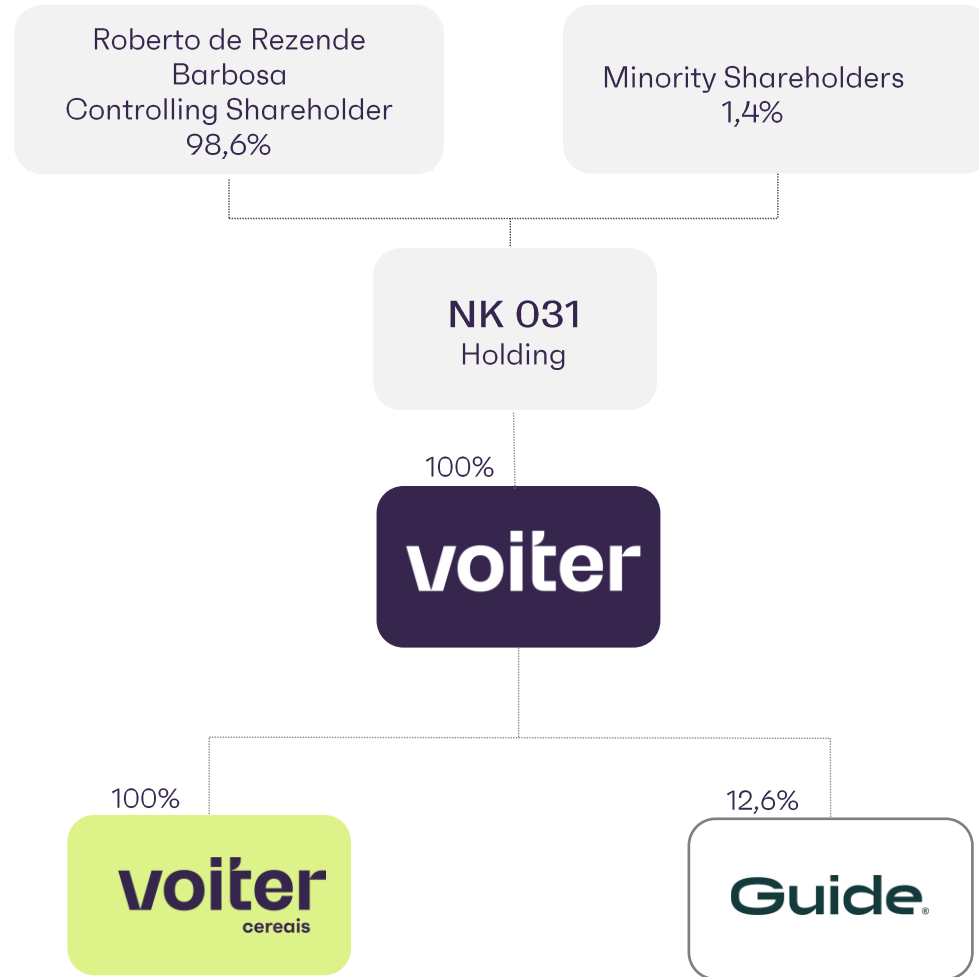 Roberto de Rezende
Barbosa
Controlling Shareholder
98,6%
Minority Shareholders
1,4%
NK 031
Holding
100%
voiter
100%
12,6%
voiter
cereais
Guide®